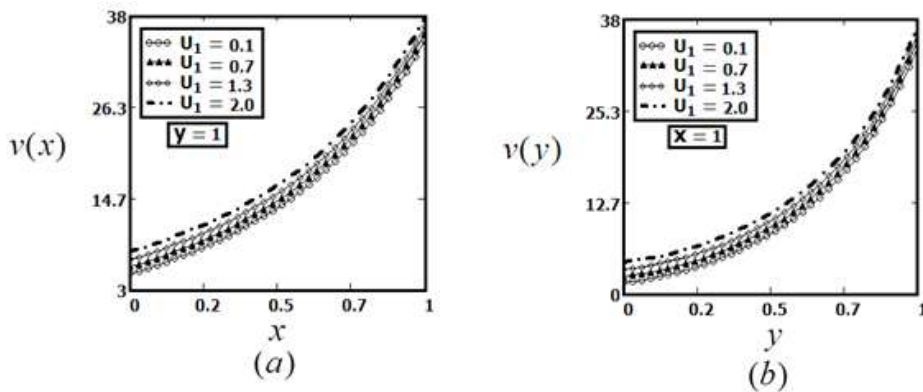 38
26.3
14.7
3
v(x)
U₁ = 0.1
U₁ = 0.7
U₁ = 1.3
U₁ = 2.0
y = 1
0 0.2 0.5 0.7 1
x
(a)
38
25.3
12.7
0
v(y)
U₁ = 0.1
U₁ = 0.7
U₁ = 1.3
U₁ = 2.0
x = 1
0 0.2 0.5 0.7 1
y
(b)